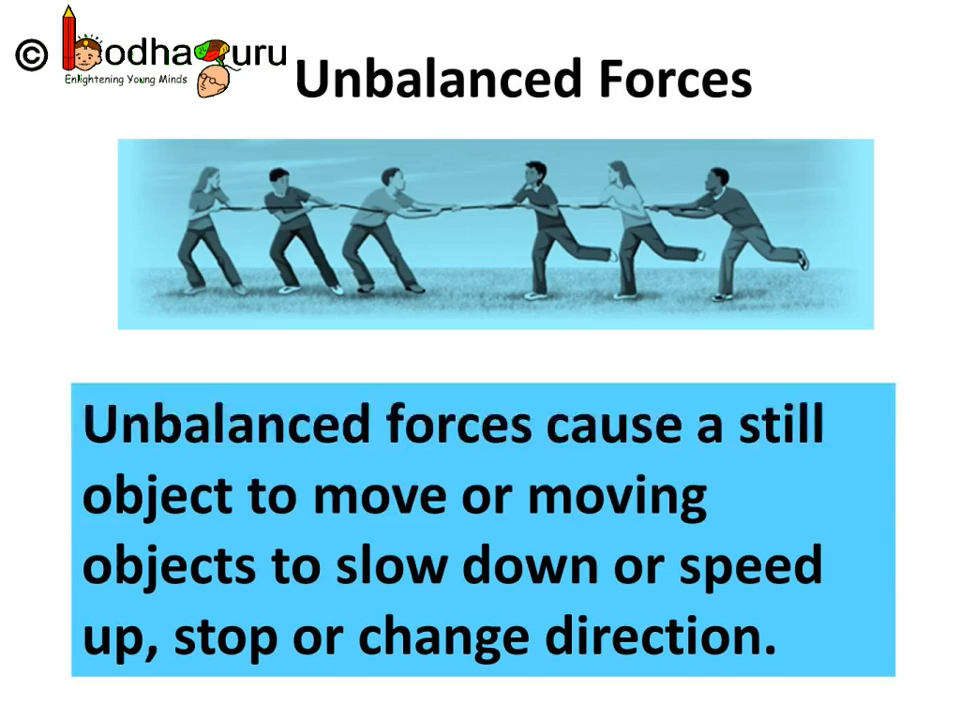 © BodhaGuru
Enlightening Young Minds
Unbalanced Forces
Unbalanced forces cause a still
object to move or moving
objects to slow down or speed
up, stop or change direction.